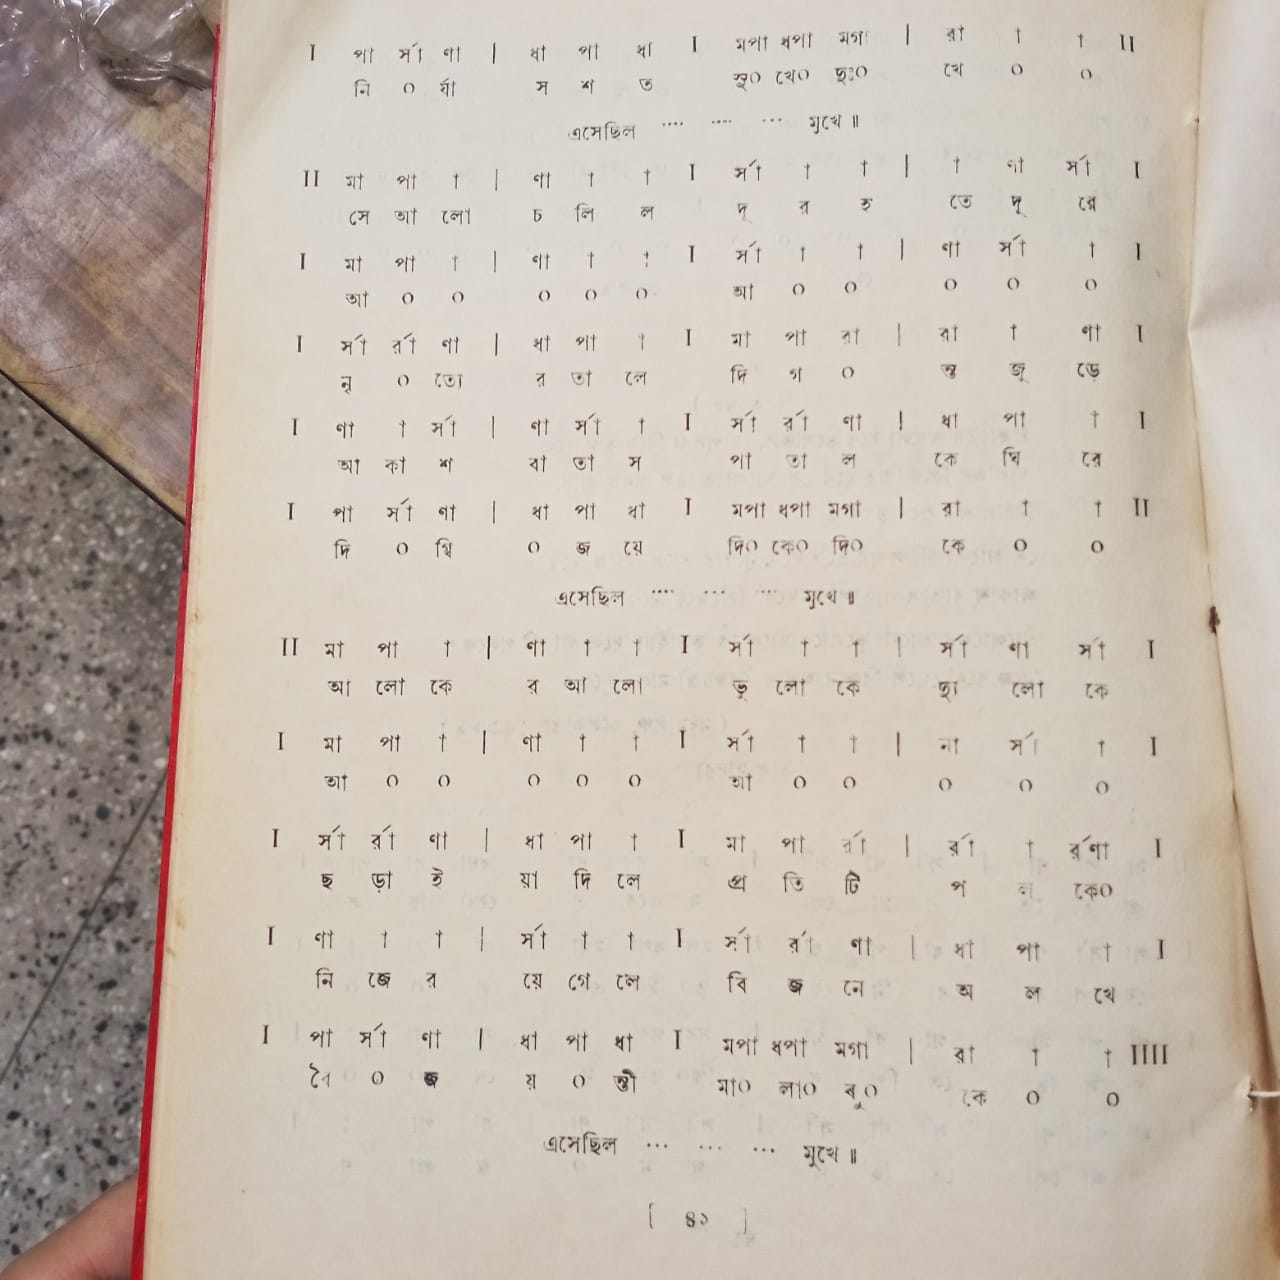 I পা র্সা ণা | ধা পা ধা I মপা ধপা মগা | রা † † II
নি ০ র্যা স শ ত সু০ খে০ দুঃ০ খে ০ ০
এসেছিল .... .... ... মুখে॥
II মা পা † | ণা † † I র্সা † † | † ণা র্সা I
সে আ লো চ লি ল দূ র হ তে দূ রে
I মা পা † | ণা † † I র্সা † † | ণা র্সা † I
আ ০ ০ ০ ০ ০ আ ০ ০ ০ ০ ০
I র্সা র্রা ণা | ধা পা † I মা পা রা | রা † ণা I
নৃ ০ ত্যে র তা লে দি গ ০ ন্ত জু ড়ে
I ণা † র্সা | ণা র্সা † I র্সা র্রা ণা | ধা পা † I
আ কা শ বা তা স পা তা ল কে ঘি রে
I পা র্সা ণা | ধা পা ধা I মপা ধপা মগা | রা † † II
দি ০ গ্বি ০ জ য়ে দি০ কে০ দি০ কে ০ ০
এসেছিল .... ... ... মুখে॥
II মা পা † | ণা † † I র্সা † † | র্সা ণা র্সা I
আ লো কে র আ লো ভূ লো কে দ্যু লো কে
I মা পা † | ণা † † I র্সা † † | ণা র্সা † I
আ ০ ০ ০ ০ ০ আ ০ ০ ০ ০ ০
I র্সা র্রা ণা | ধা পা † I মা পা র্রা | র্রা † র্রণা I
ছ ড়া ই য়া দি লে প্র তি টি প ল কে০
I ণা † † | র্সা † † I র্সা র্রা ণা | ধা পা † I
নি জে র য়ে গে লে বি জ নে অ ল খে
I পা র্সা ণা | ধা পা ধা I মপা ধপা মগা | রা † † IIII
বৈ ০ জ য় ০ ন্তী মা০ লা০ বু০ কে ০ ০
এসেছিল ... ... ... মুখে॥
[ ৪১ ]